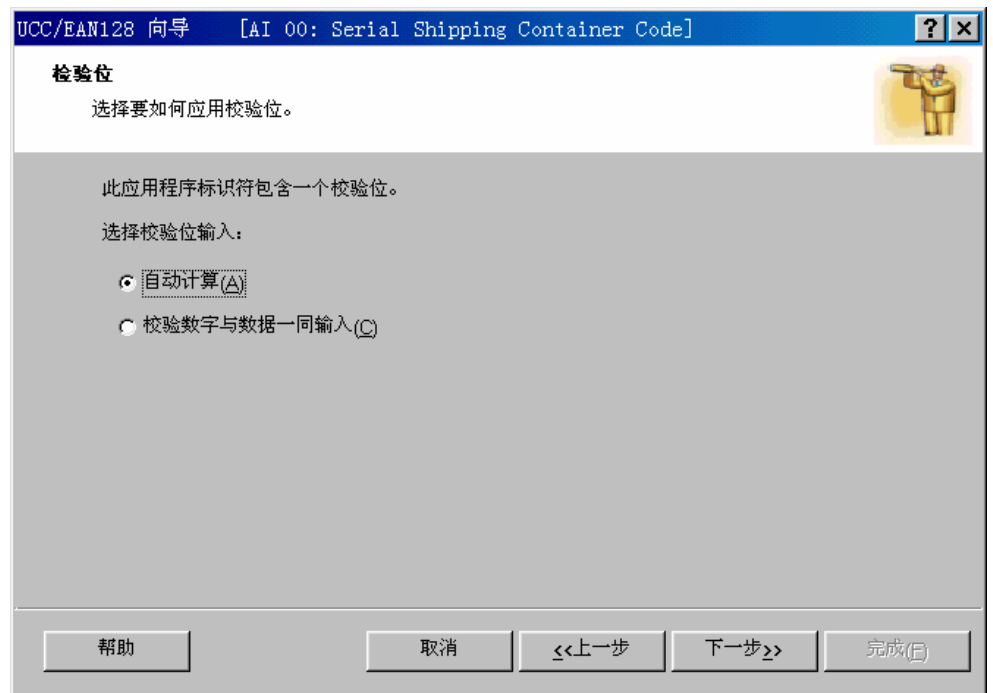 UCC/EAN128 向导 [AI 00: Serial Shipping Container Code]
检验位
选择要如何应用校验位。
此应用程序标识符包含一个校验位。
选择校验位输入:
自动计算(A)
校验数字与数据一同输入(C)
帮助 取消 <<上一步 下一步>> 完成(F)